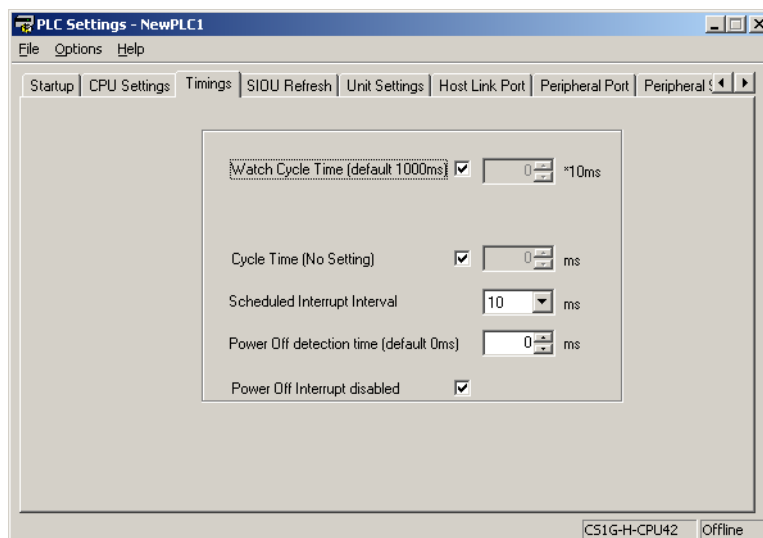 PLC Settings - NewPLC1
File Options Help
Startup CPU Settings Timings SIOU Refresh Unit Settings Host Link Port Peripheral Port Peripheral S
Watch Cycle Time (default 1000ms) 0 *10ms
Cycle Time (No Setting) 0 ms
Scheduled Interrupt Interval 10 ms
Power Off detection time (default 0ms) 0 ms
Power Off Interrupt disabled
CS1G-H-CPU42 Offline